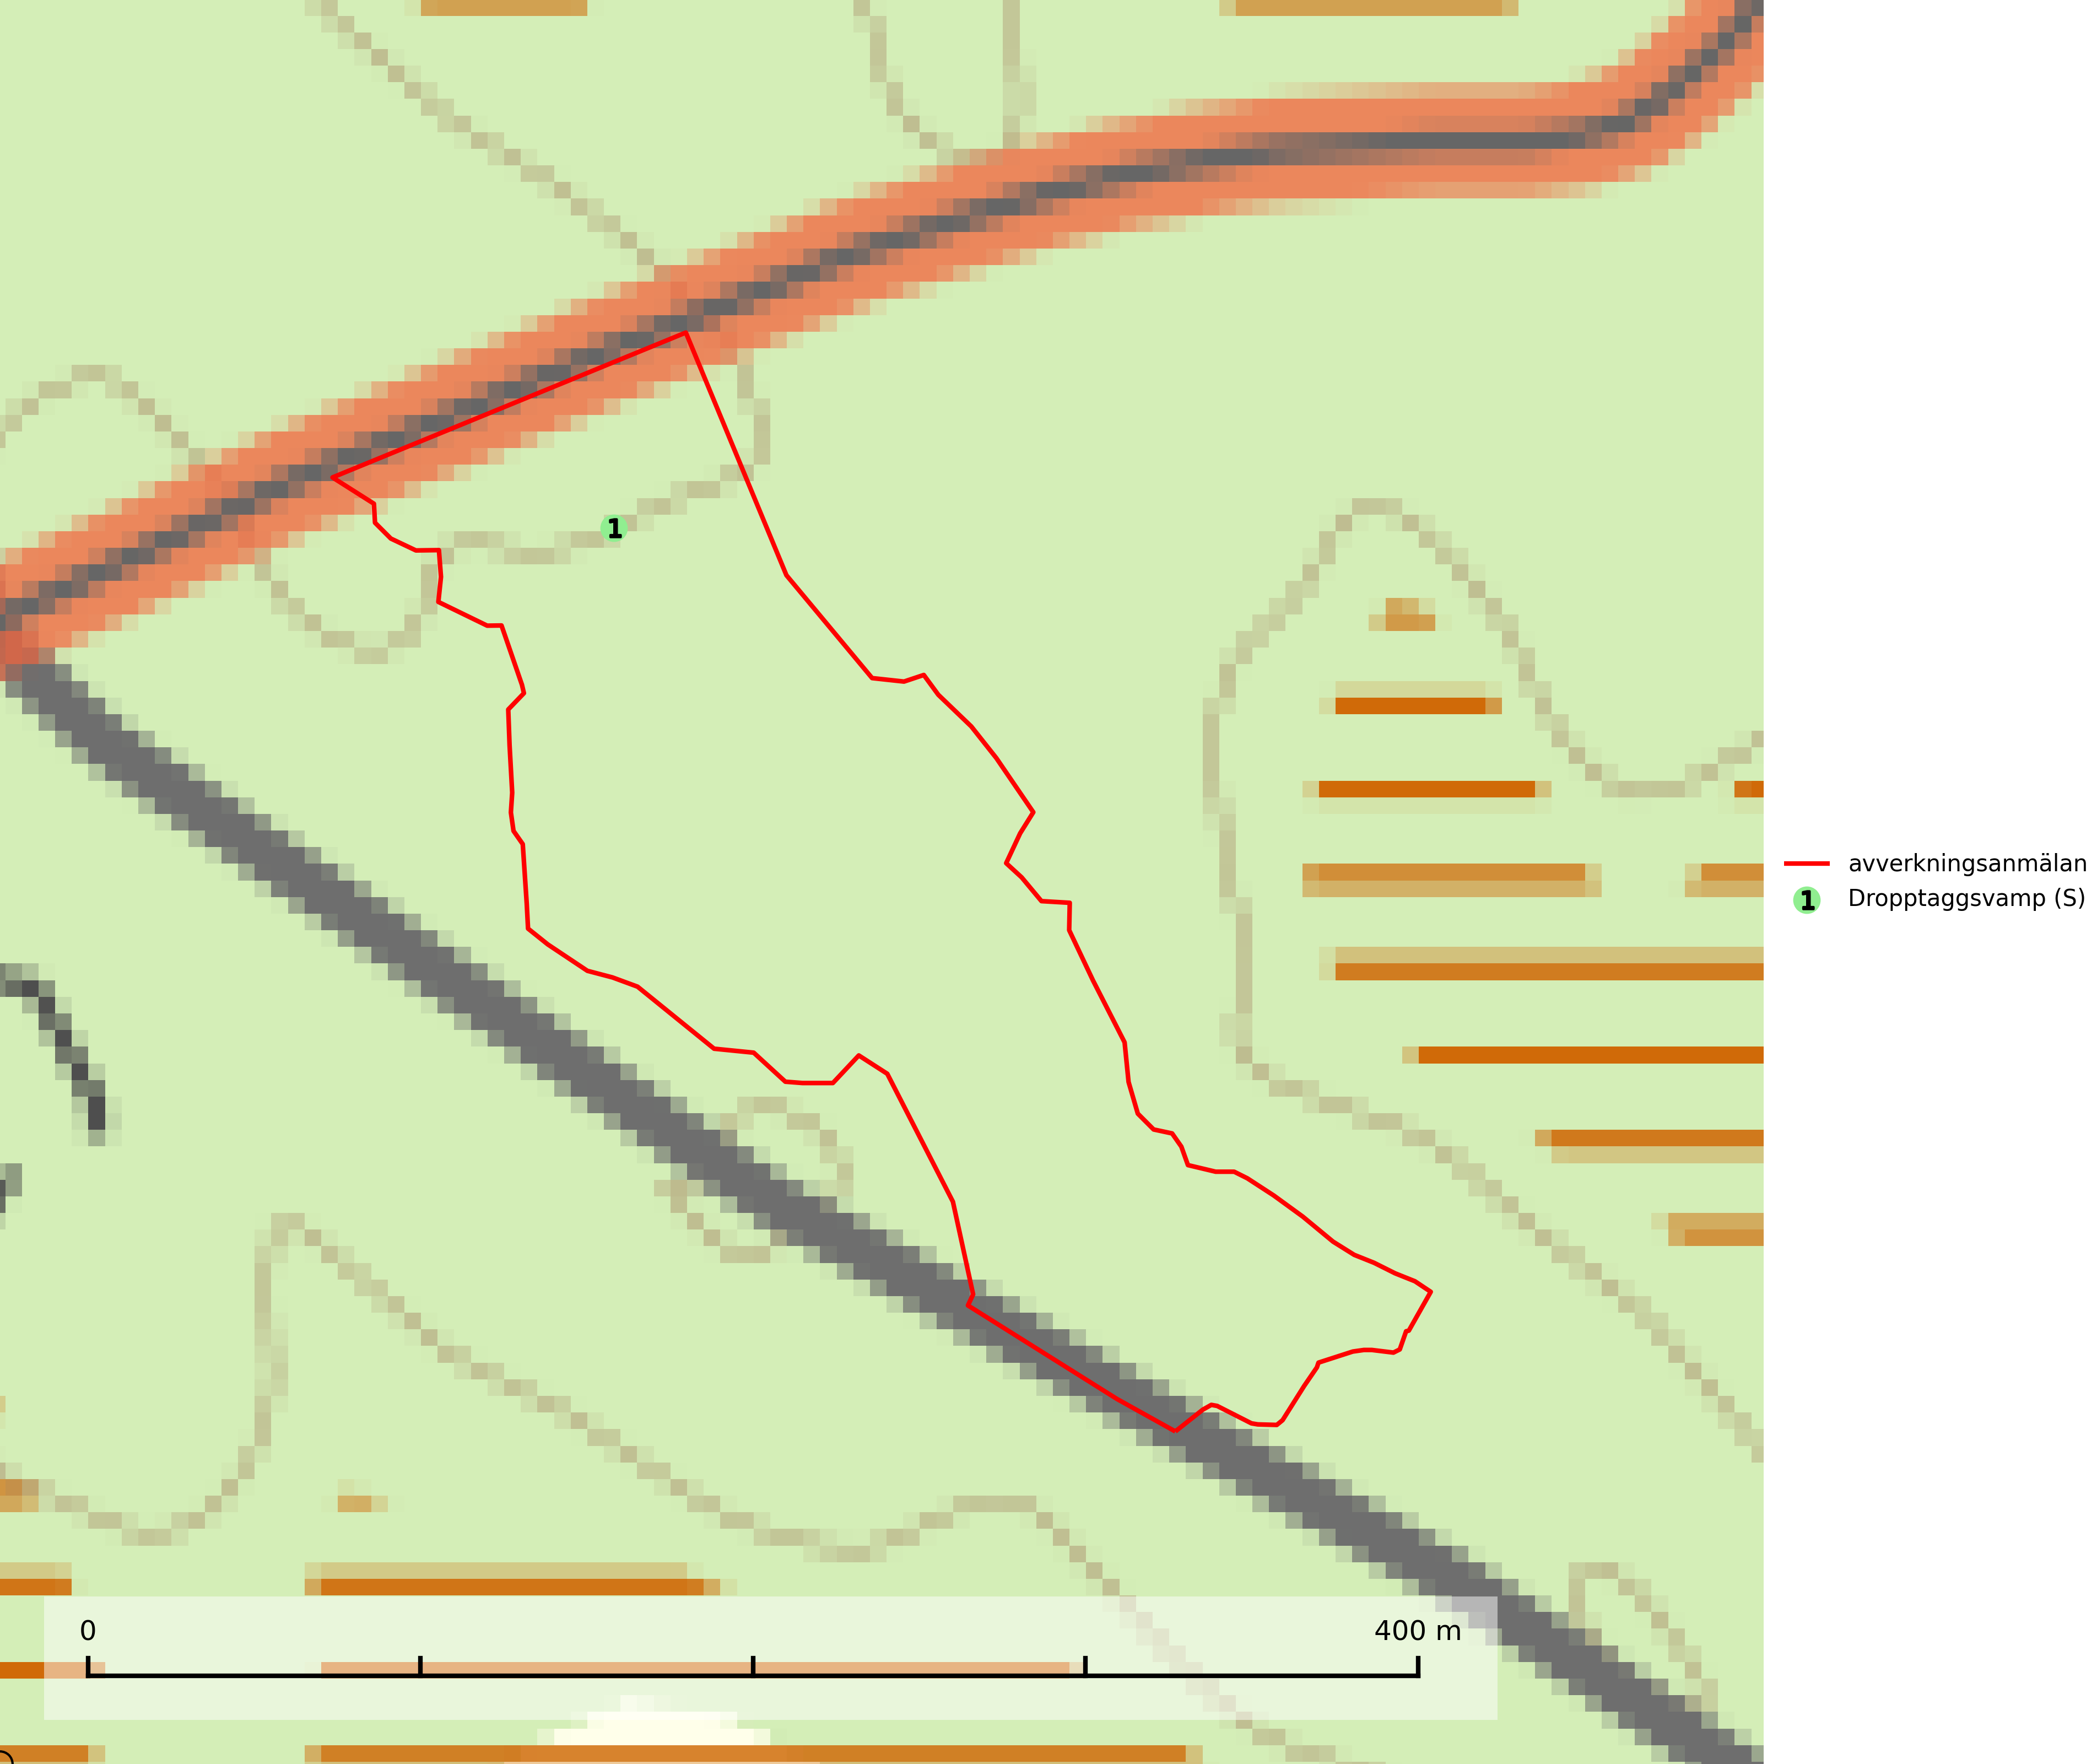 1
avverkningsanmälan
1 Dropptaggsvamp (S)
0 400 m